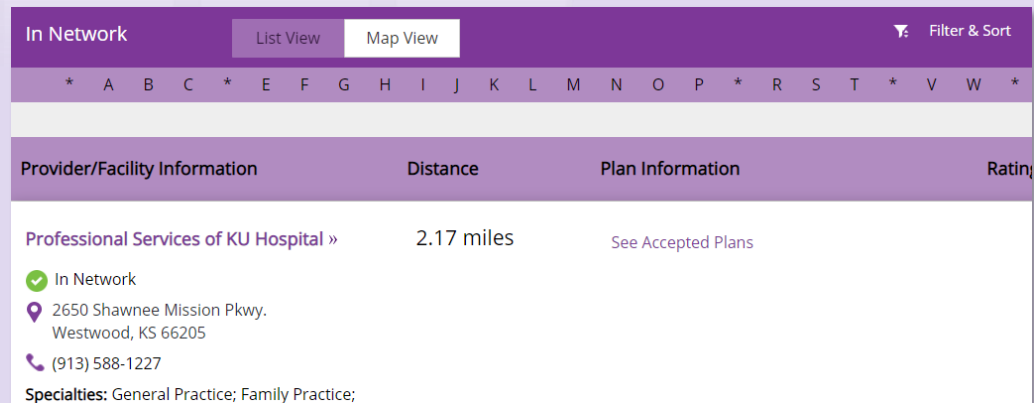 In Network List View Map View Filter & Sort
* A B C * E F G H I J K L M N O P * R S T * V W *
Provider/Facility Information Distance Plan Information Rating
Professional Services of KU Hospital » 2.17 miles See Accepted Plans
In Network
2650 Shawnee Mission Pkwy.
Westwood, KS 66205
(913) 588-1227
Specialties: General Practice; Family Practice;